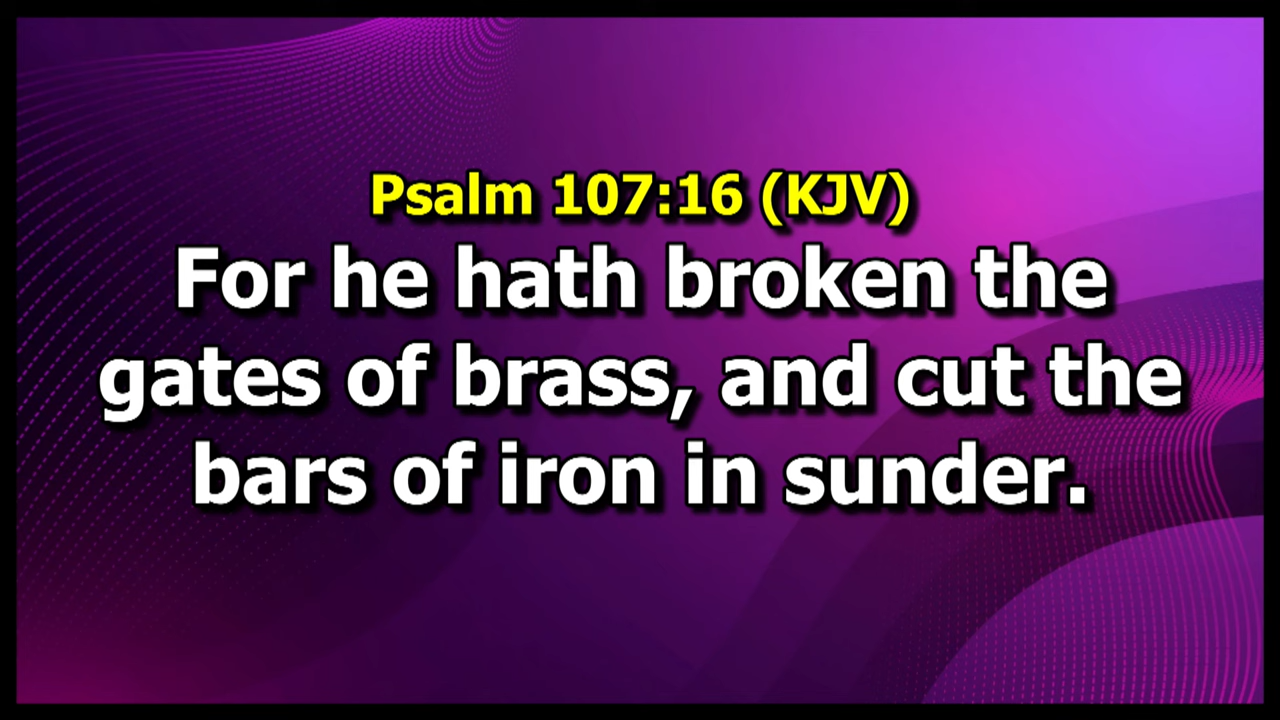 Psalm 107:16 (KJV)
For he hath broken the
gates of brass, and cut the
bars of iron in sunder.